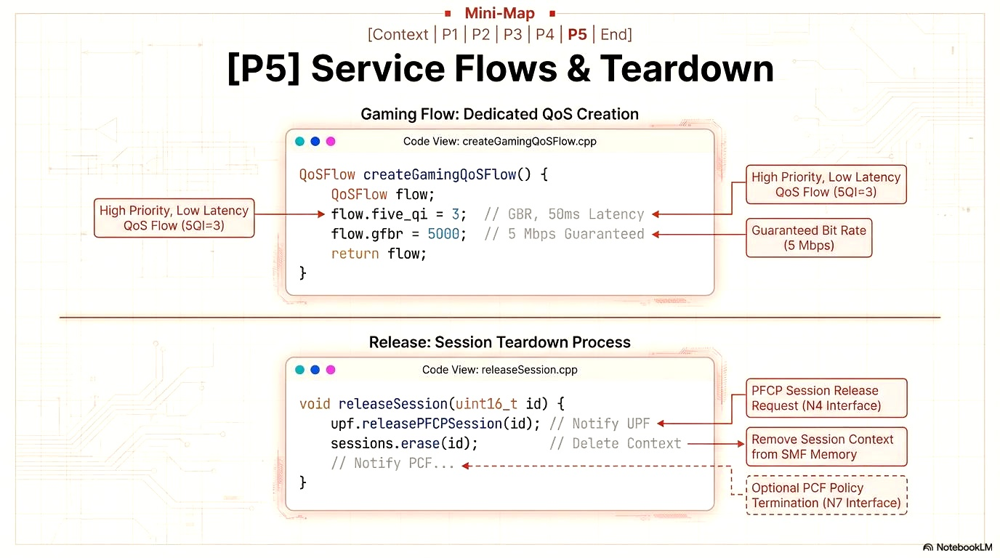 Mini-Map
[Context | P1 | P2 | P3 | P4 | P5 | End]
[P5] Service Flows & Teardown
Gaming Flow: Dedicated QoS Creation
Code View: createGamingQoSFlow.cpp
QoSFlow createGamingQoSFlow() {
QoSFlow flow;
flow.five_qi = 3; // GBR, 50ms Latency
flow.gfbr = 5000; // 5 Mbps Guaranteed
return flow;
}
High Priority, Low Latency
QoS Flow (5QI=3)
High Priority, Low Latency
QoS Flow (5QI=3)
Guaranteed Bit Rate
(5 Mbps)
Release: Session Teardown Process
Code View: releaseSession.cpp
void releaseSession(uint16_t id) {
upf.releasePFCPSession(id); // Notify UPF
sessions.erase(id); // Delete Context
// Notify PCF...
}
PFCP Session Release
Request (N4 Interface)
Remove Session Context
from SMF Memory
Optional PCF Policy
Termination (N7 Interface)
NotebookLM